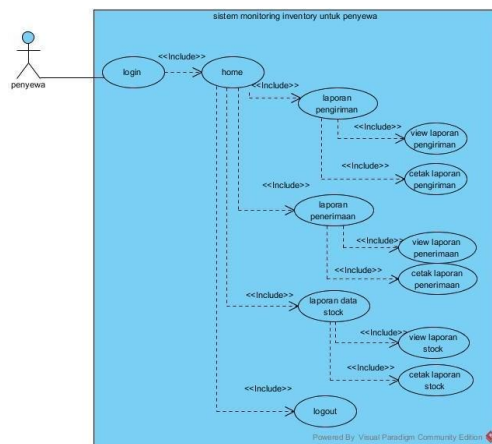 sistem monitoring inventory untuk penyewa
penyewa
login
<<Include>>
home
<<Include>>
laporan
pengiriman
<<Include>>
view laporan
pengiriman
<<Include>>
cetak laporan
pengiriman
<<Include>>
laporan
penerimaan
<<Include>>
view laporan
penerimaan
<<Include>>
cetak laporan
penerimaan
<<Include>>
laporan data
stock
<<Include>>
view laporan
stock
<<Include>>
cetak laporan
stock
<<Include>>
logout
Powered By Visual Paradigm Community Edition